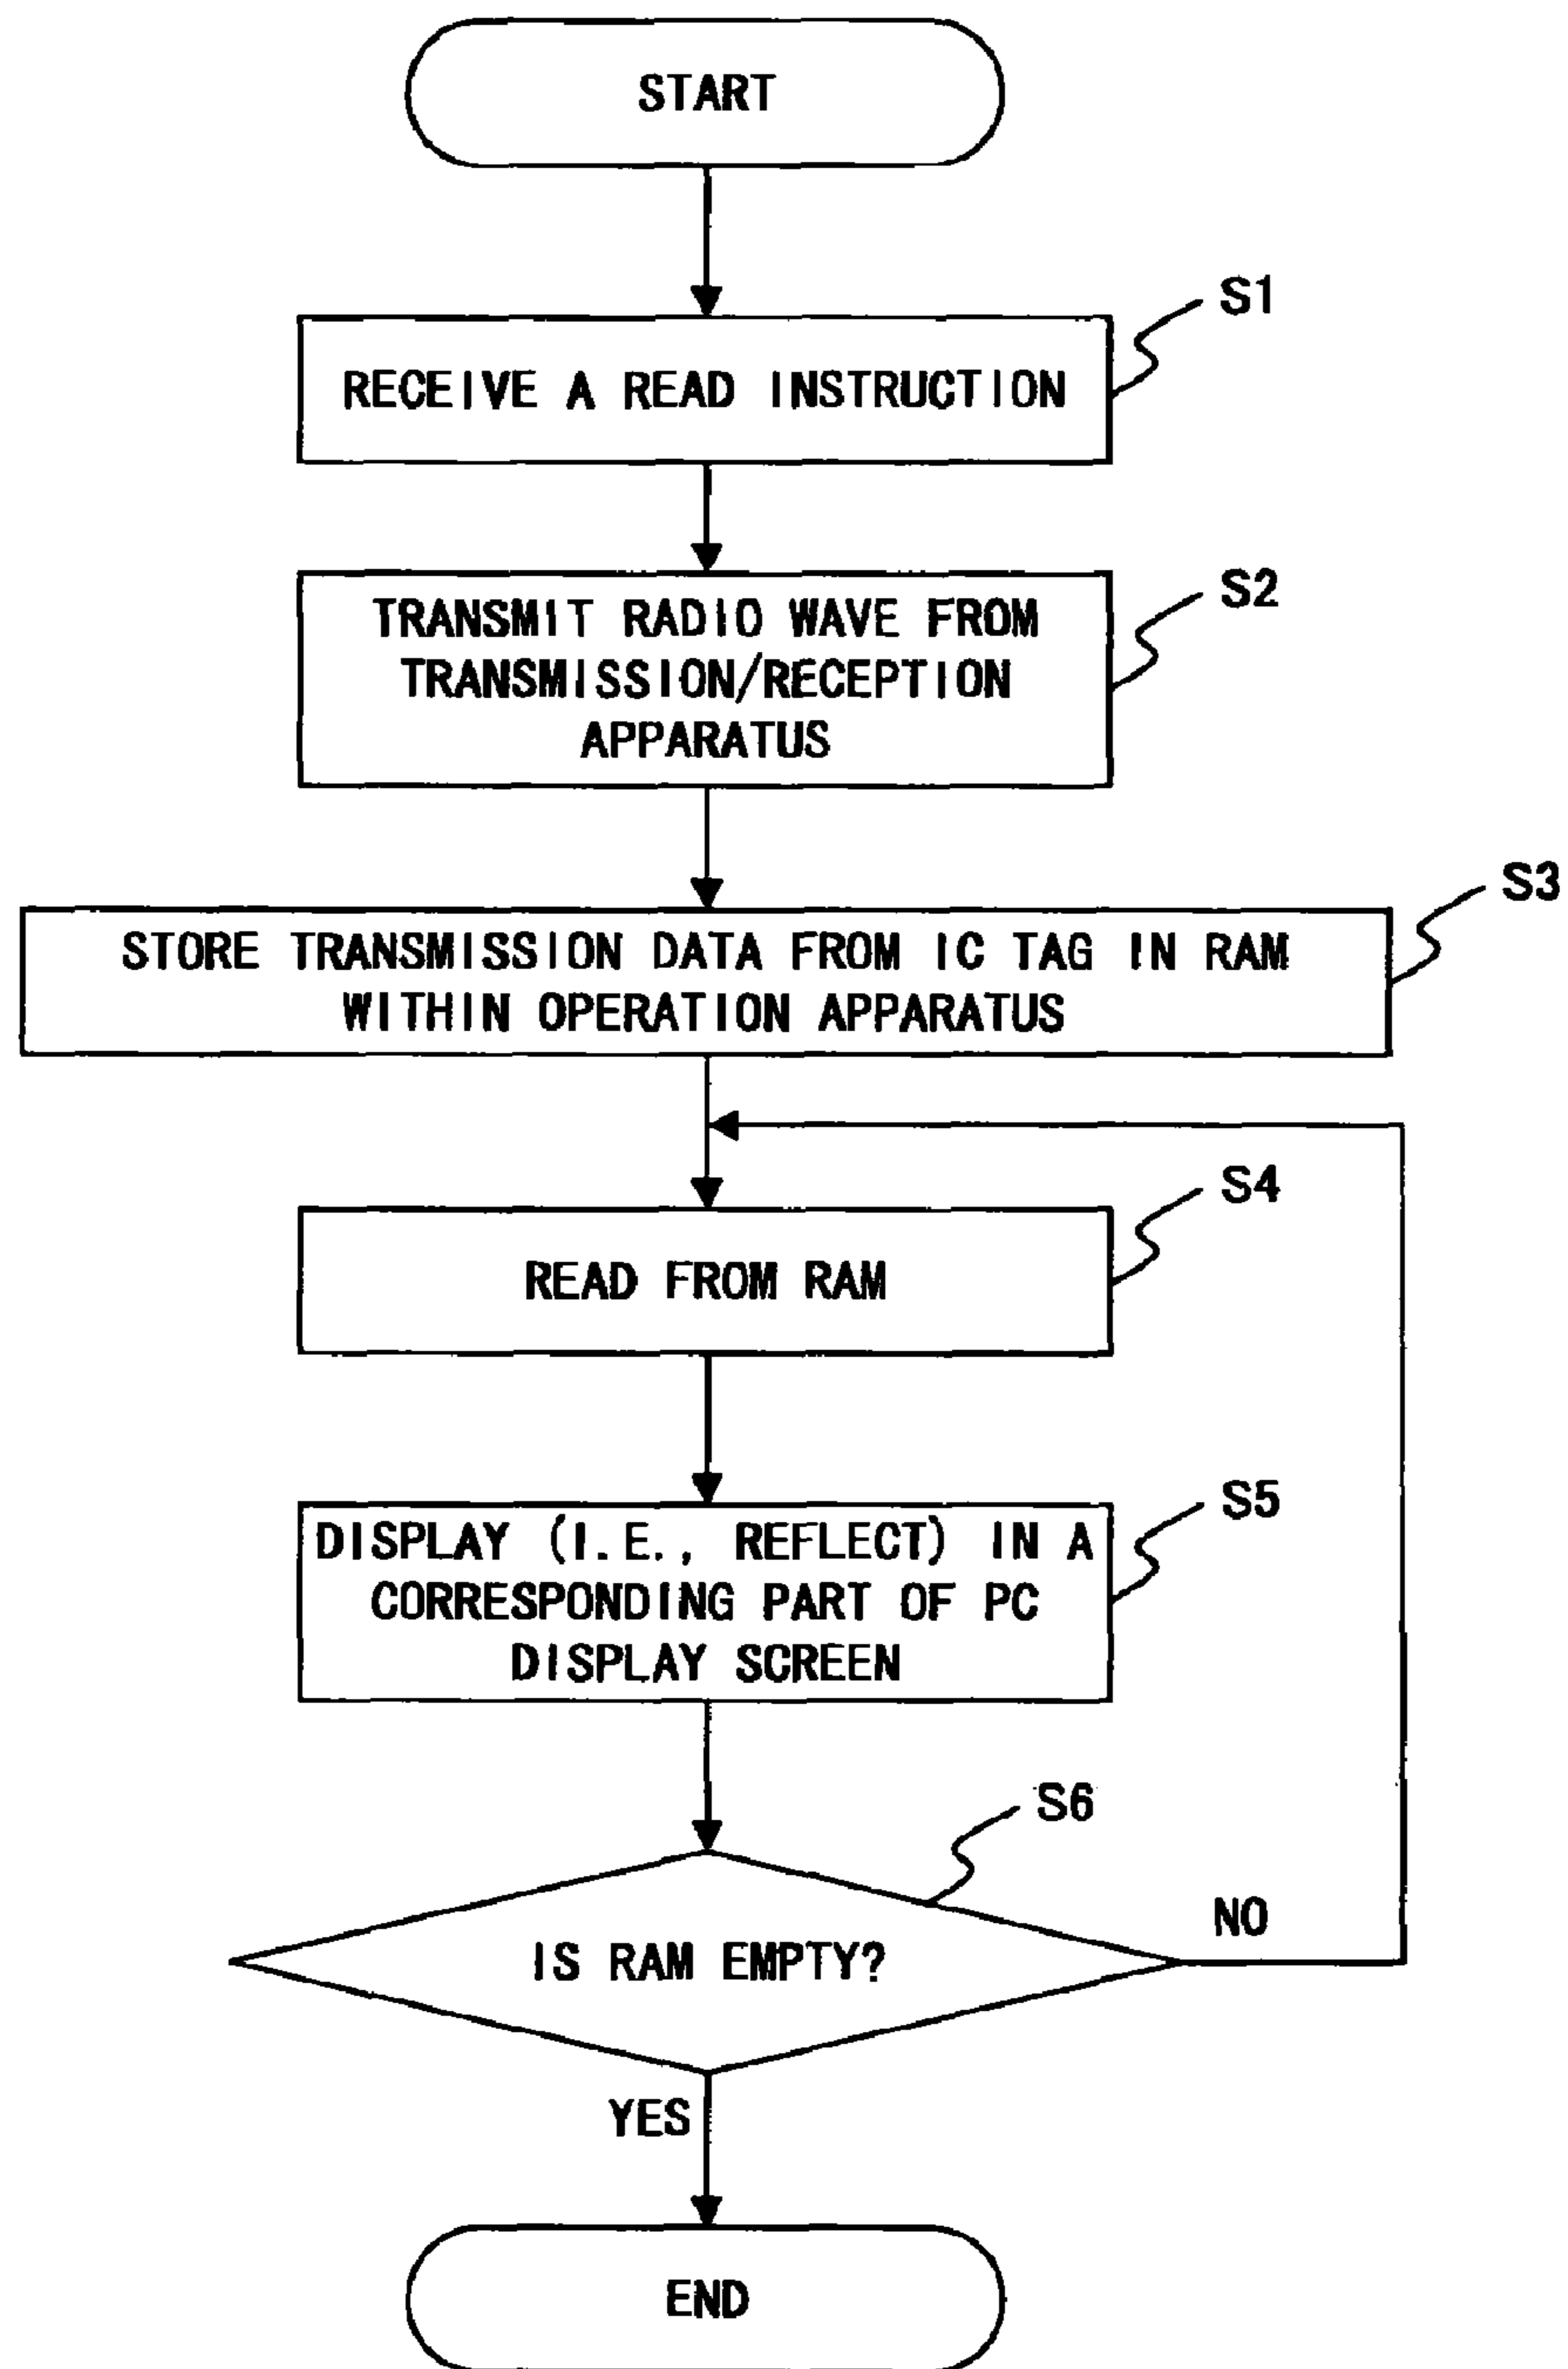 START
S1
RECEIVE A READ INSTRUCTION
S2
TRANSMIT RADIO WAVE FROM
TRANSMISSION/RECEPTION
APPARATUS
S3
STORE TRANSMISSION DATA FROM IC TAG IN RAM
WITHIN OPERATION APPARATUS
S4
READ FROM RAM
S5
DISPLAY (I.E., REFLECT) IN A
CORRESPONDING PART OF PC
DISPLAY SCREEN
S6
IS RAM EMPTY?
NO
YES
END